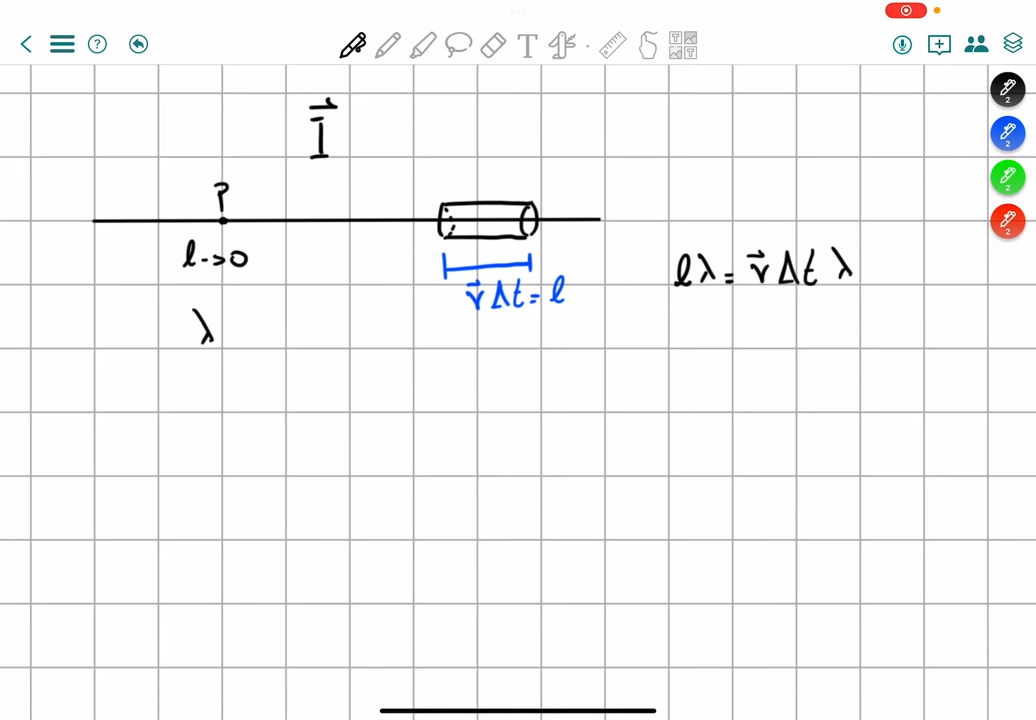 I⃗
P
l->0
λ
v⃗ Δt = l
lλ = v⃗ Δt λ